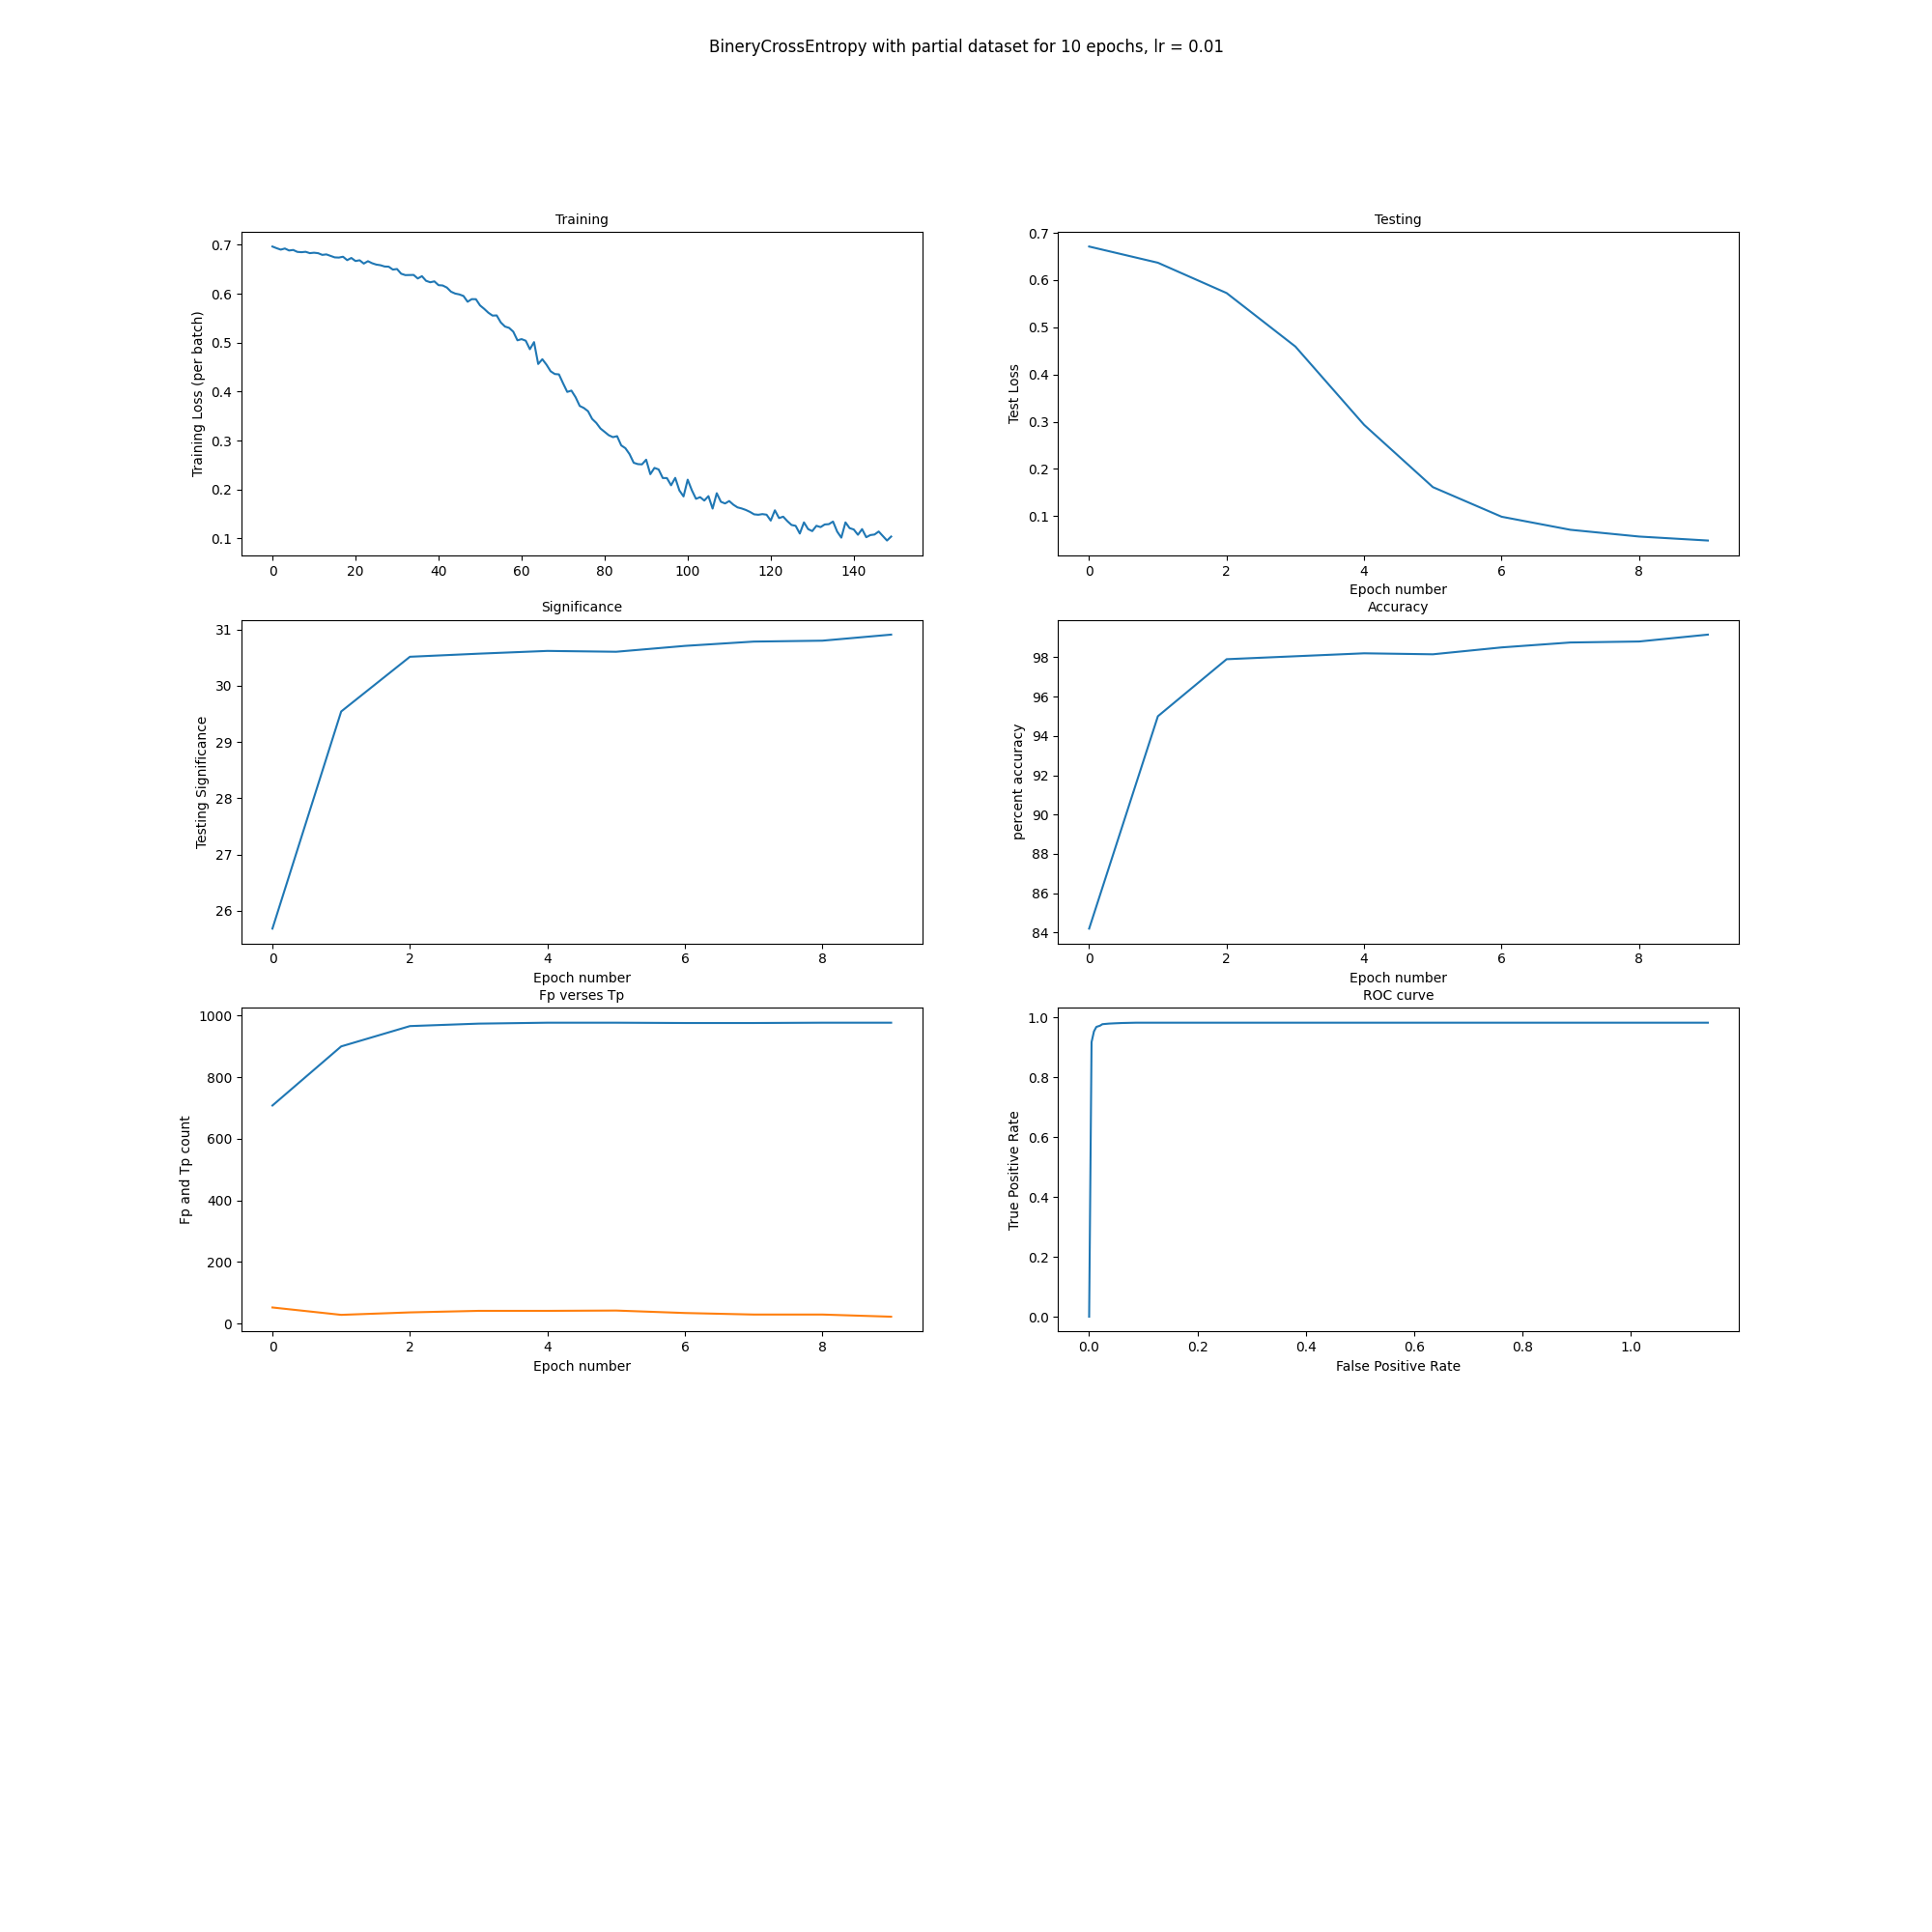 BineryCrossEntropy with partial dataset for 10 epochs, lr = 0.01
Training
0.7
0.6
0.5
0.4
0.3
0.2
0.1
Training Loss (per batch)
0 20 40 60 80 100 120 140
Testing
0.7
0.6
0.5
0.4
0.3
0.2
0.1
Test Loss
0 2 4 6 8
Epoch number
Significance
31
30
29
28
27
26
Testing Significance
0 2 4 6 8
Epoch number
Accuracy
98
96
94
92
90
88
86
84
percent accuracy
0 2 4 6 8
Epoch number
Fp verses Tp
1000
800
600
400
200
0
Fp and Tp count
0 2 4 6 8
Epoch number
ROC curve
1.0
0.8
0.6
0.4
0.2
0.0
True Positive Rate
0.0 0.2 0.4 0.6 0.8 1.0
False Positive Rate